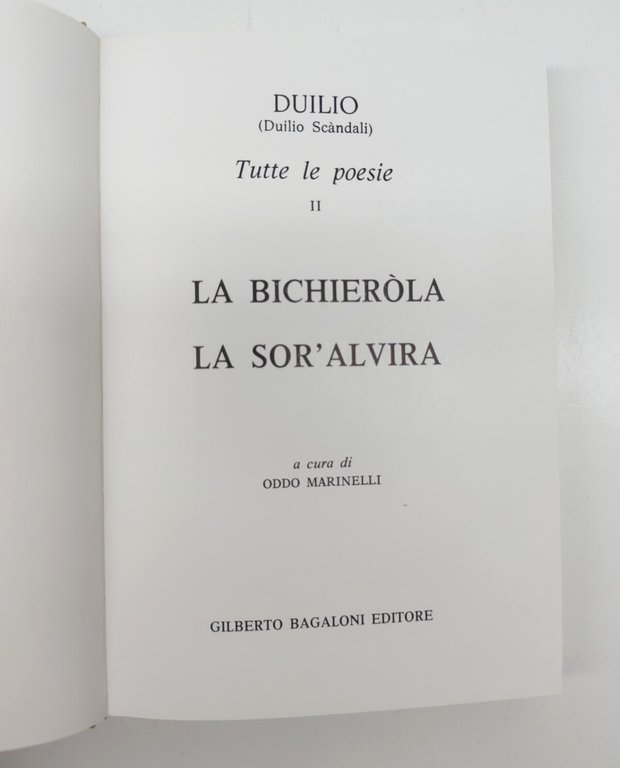 DUILIO
(Duilio Scàndali)
Tutte le poesie
II
LA BICHIERÒLA
LA SOR'ALVIRA
a cura di
ODDO MARINELLI
GILBERTO BAGALONI EDITORE